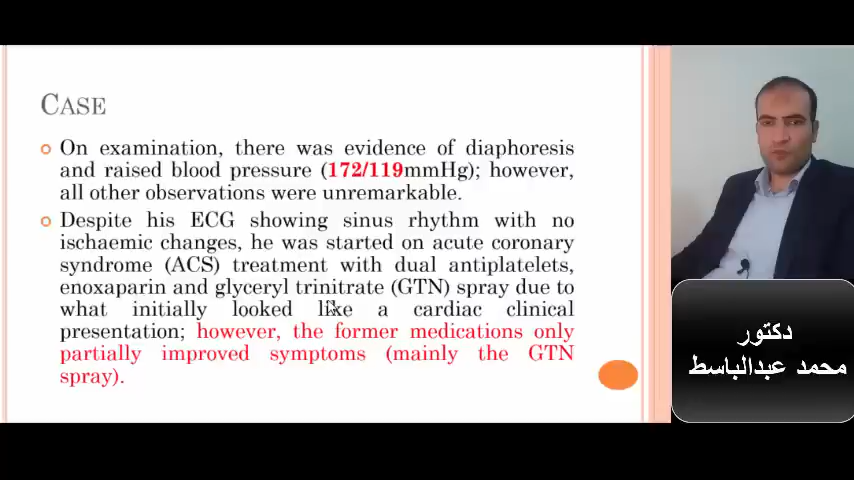 CASE
On examination, there was evidence of diaphoresis
and raised blood pressure (172/119mmHg); however,
all other observations were unremarkable.
Despite his ECG showing sinus rhythm with no
ischaemic changes, he was started on acute coronary
syndrome (ACS) treatment with dual antiplatelets,
enoxaparin and glyceryl trinitrate (GTN) spray due to
what initially looked like a cardiac clinical
presentation; however, the former medications only
partially improved symptoms (mainly the GTN
spray).
دكتور
محمد عبدالباسط